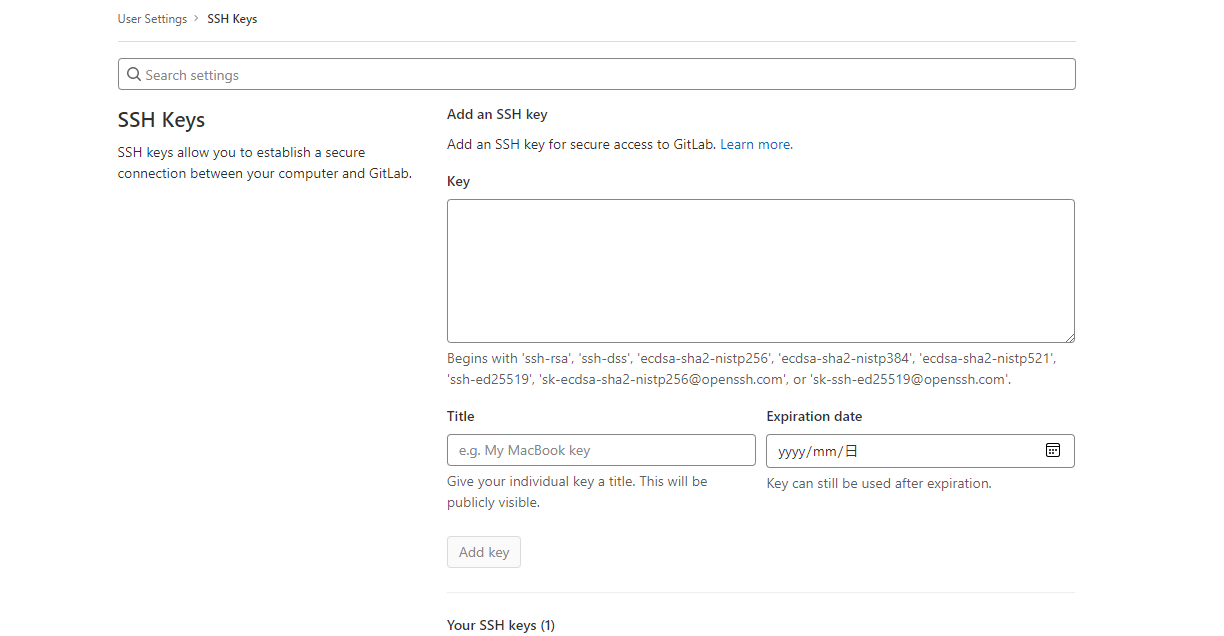 User Settings > SSH Keys
Search settings
SSH Keys
SSH keys allow you to establish a secure
connection between your computer and GitLab.
Add an SSH key
Add an SSH key for secure access to GitLab. Learn more.
Key
Begins with 'ssh-rsa', 'ssh-dss', 'ecdsa-sha2-nistp256', 'ecdsa-sha2-nistp384', 'ecdsa-sha2-nistp521',
'ssh-ed25519', 'sk-ecdsa-sha2-nistp256@openssh.com', or 'sk-ssh-ed25519@openssh.com'.
Title
e.g. My MacBook key
Give your individual key a title. This will be
publicly visible.
Expiration date
yyyy/mm/日
Key can still be used after expiration.
Add key
Your SSH keys (1)